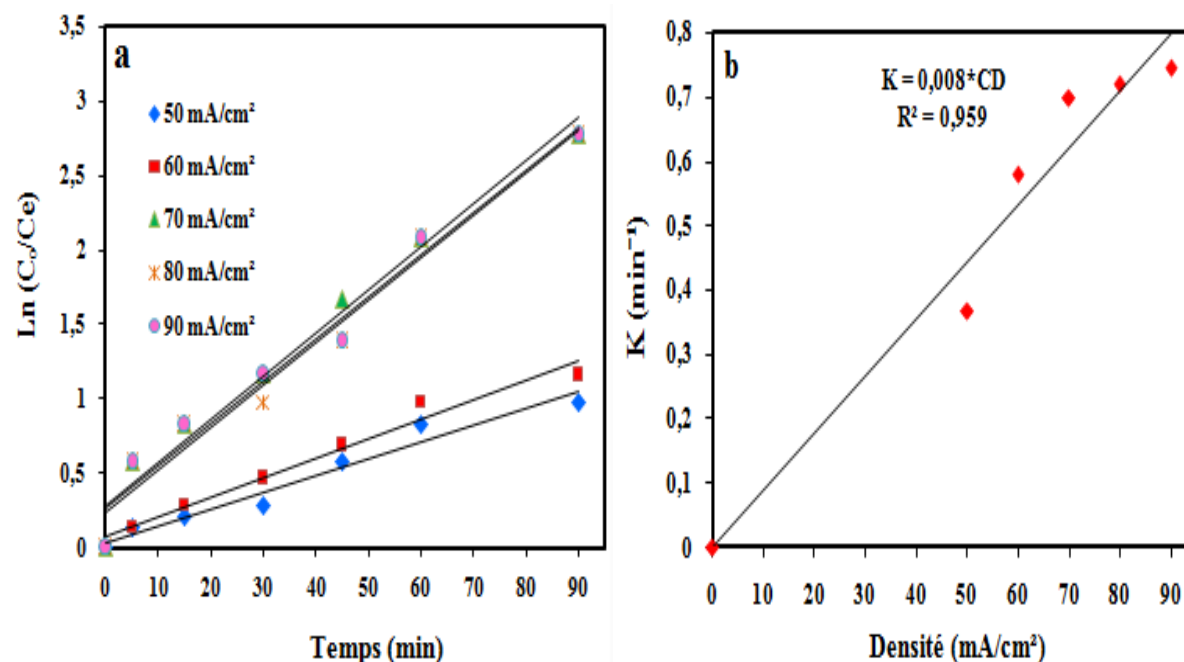 a
3,5
3
2,5
2
1,5
1
0,5
0
Ln (C₀/Ce)
50 mA/cm²
60 mA/cm²
70 mA/cm²
80 mA/cm²
90 mA/cm²
0 10 20 30 40 50 60 70 80 90
Temps (min)
b
0,8
0,7
0,6
0,5
0,4
0,3
0,2
0,1
0
K (min⁻¹)
K = 0,008*CD
R² = 0,959
0 10 20 30 40 50 60 70 80 90
Densité (mA/cm²)